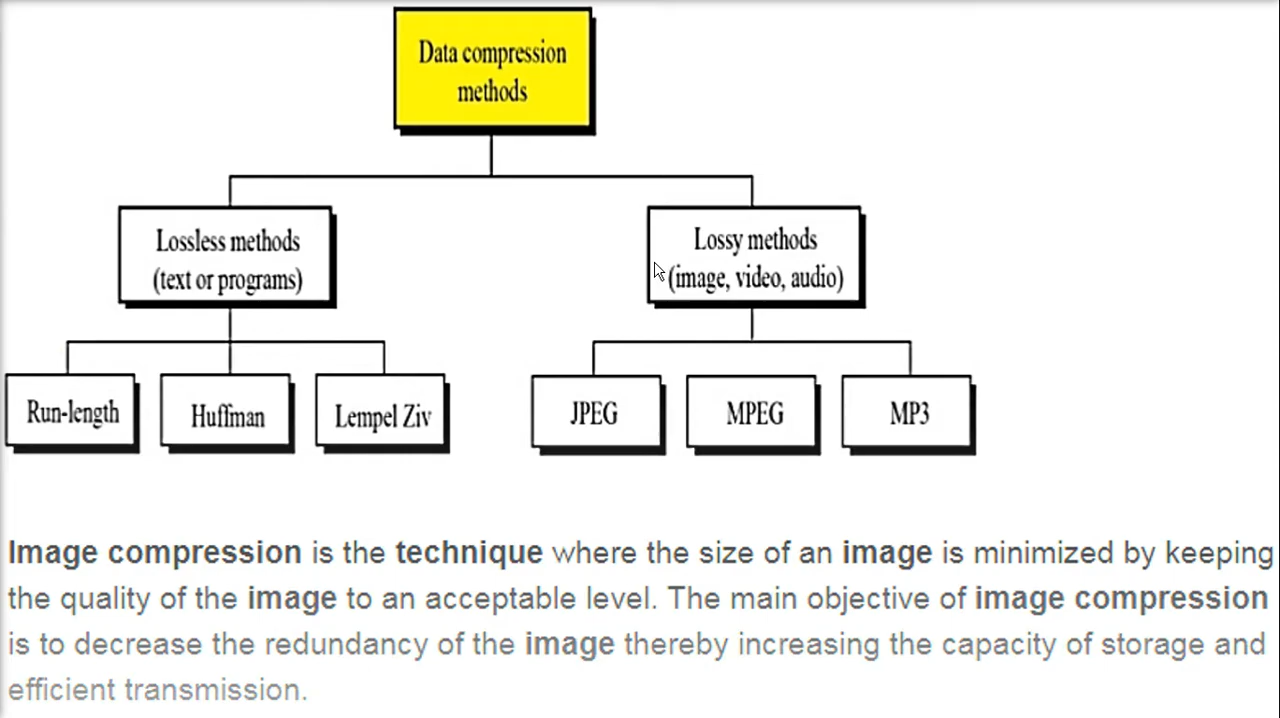 Data compression
methods
Lossless methods
(text or programs)
Lossy methods
(image, video, audio)
Run-length
Huffman
Lempel Ziv
JPEG
MPEG
MP3
Image compression is the technique where the size of an image is minimized by keeping
the quality of the image to an acceptable level. The main objective of image compression
is to decrease the redundancy of the image thereby increasing the capacity of storage and
efficient transmission.